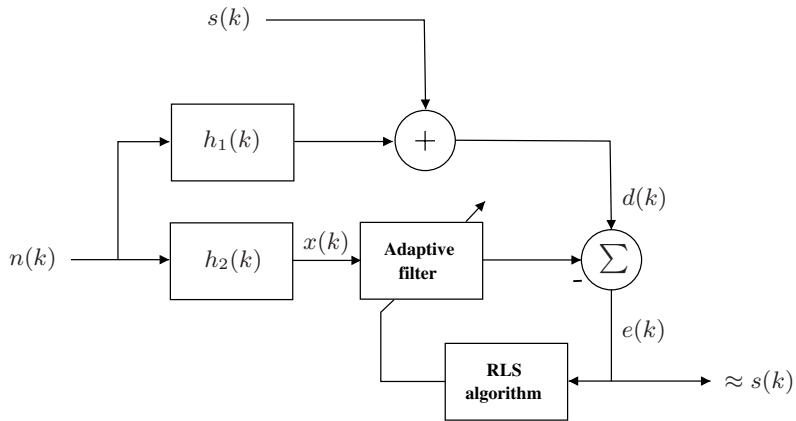 s(k)
h₁(k)
+
d(k)
n(k)
h₂(k)
x(k)
Adaptive
filter
∑
-
e(k)
RLS
algorithm
≈ s(k)